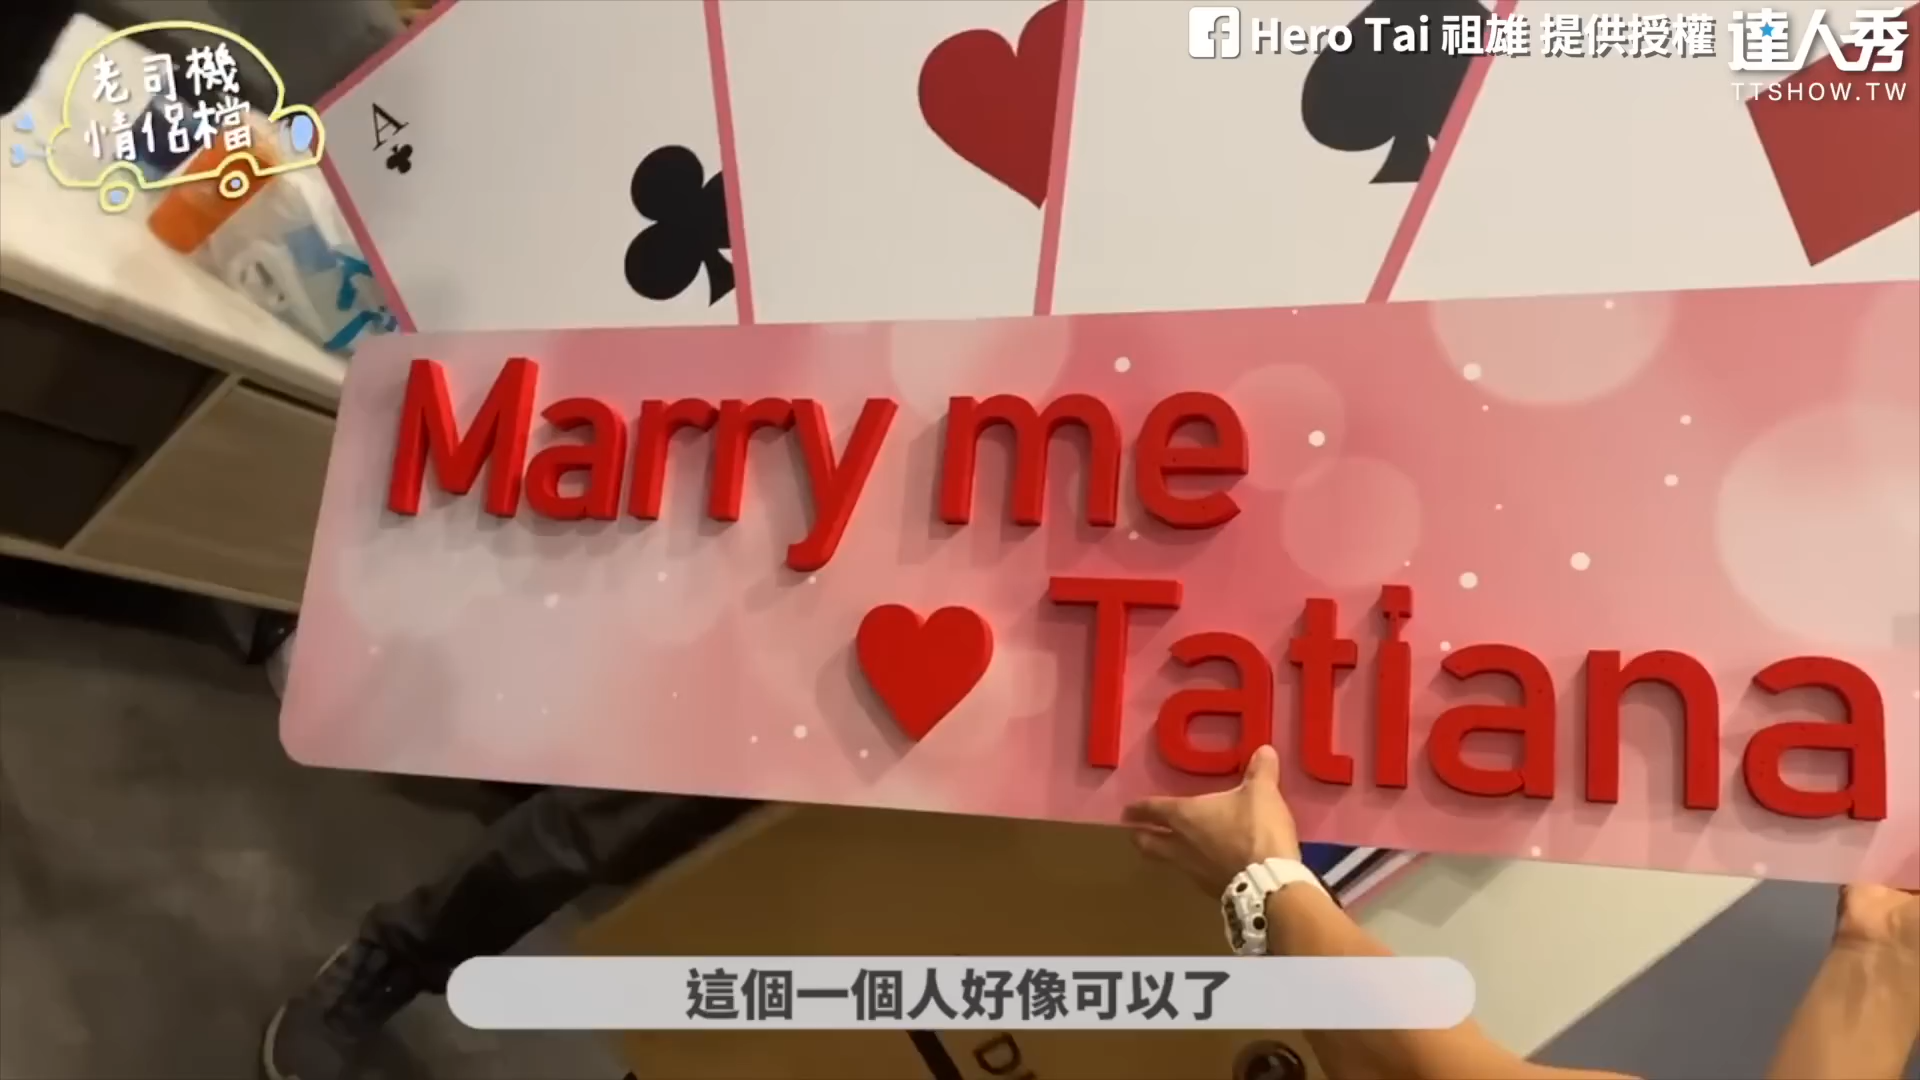 老司機
情侶檔
Hero Tai 祖雄 提供授權
達人秀
TTSHOW.TW
A
Marry me
Tatiana
這個一個人好像可以了